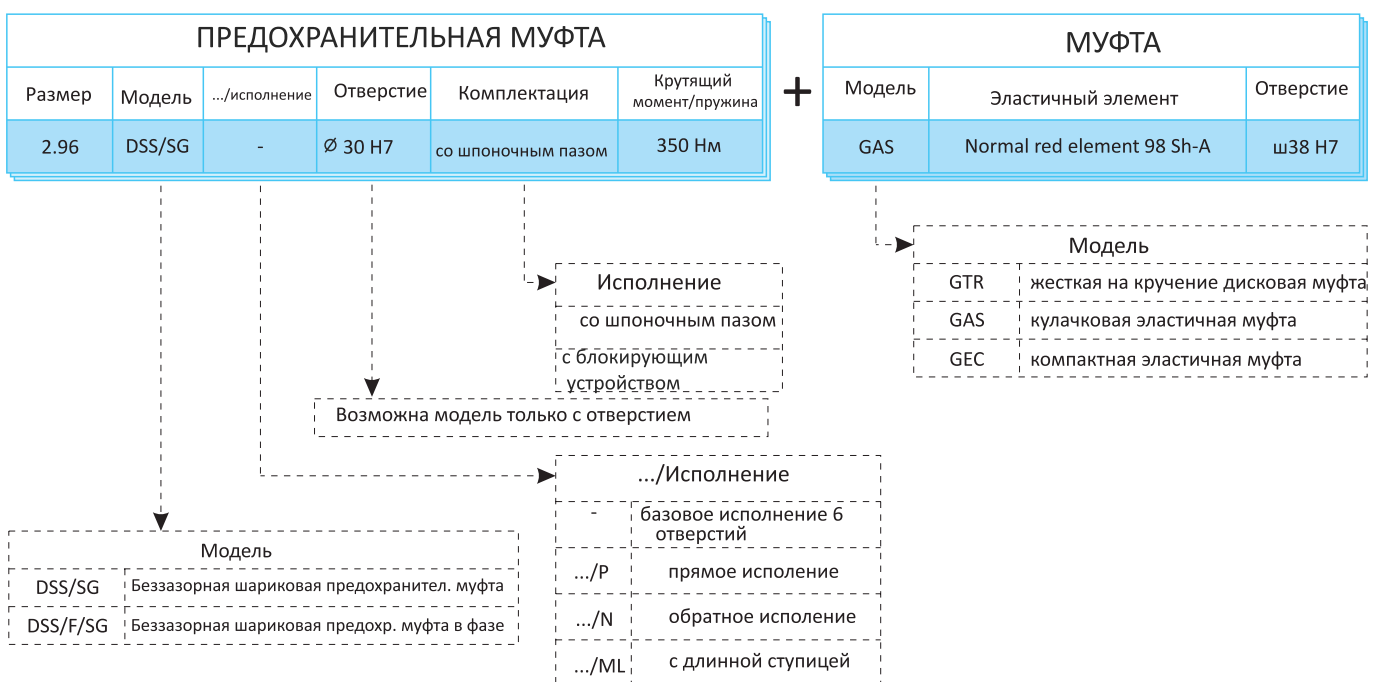 ПРЕДОХРАНИТЕЛЬНАЯ МУФТА
Размер
Модель
.../исполнение
Отверстие
Комплектация
Крутящий
момент/пружина
2.96
DSS/SG
-
Ø 30 H7
со шпоночным пазом
350 Нм
+
МУФТА
Модель
Эластичный элемент
Отверстие
GAS
Normal red element 98 Sh-A
ш38 H7
Модель
GTR жесткая на кручение дисковая муфта
GAS кулачковая эластичная муфта
GEC компактная эластичная муфта
Исполнение
со шпоночным пазом
с блокирующим
устройством
Возможна модель только с отверстием
.../Исполнение
- базовое исполнение 6
отверстий
.../P прямое исполение
.../N обратное исполение
.../ML с длинной ступицей
Модель
DSS/SG Беззазорная шариковая предохранител. муфта
DSS/F/SG Беззазорная шариковая предохр. муфта в фазе